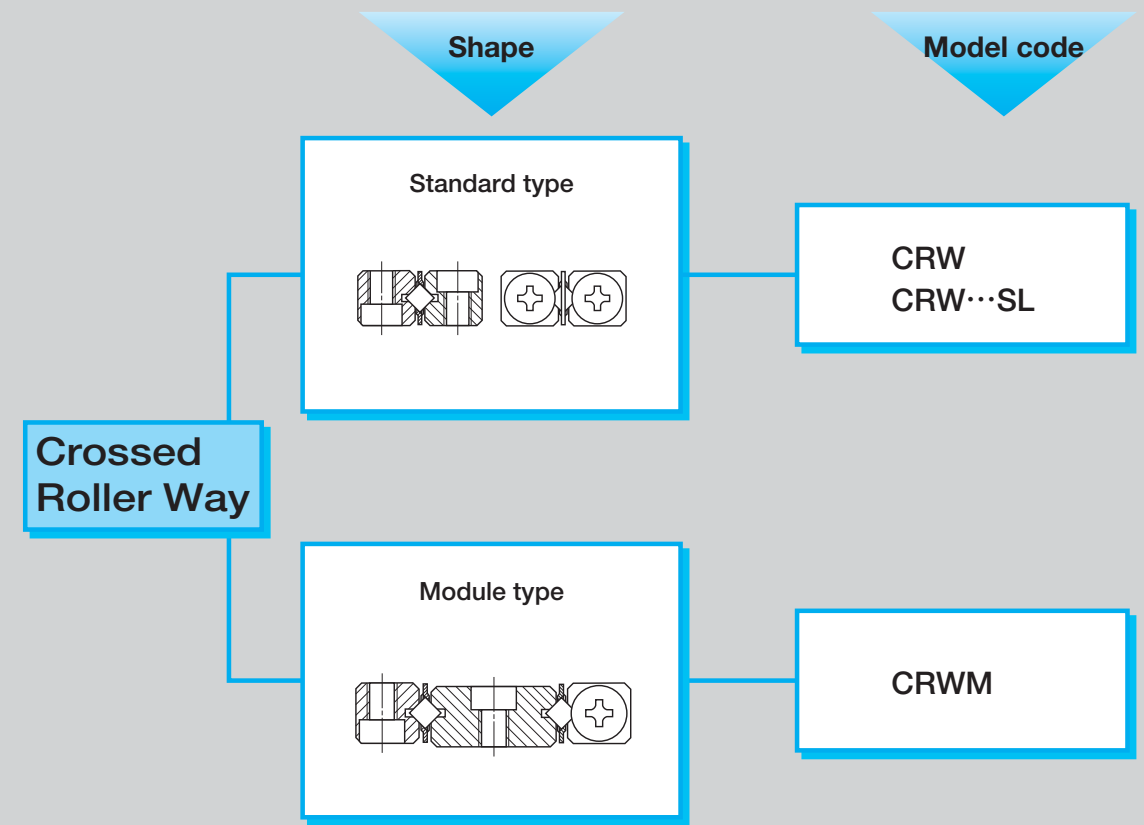 Shape
Model code
Standard type
CRW
CRW···SL
Crossed
Roller Way
Module type
CRWM